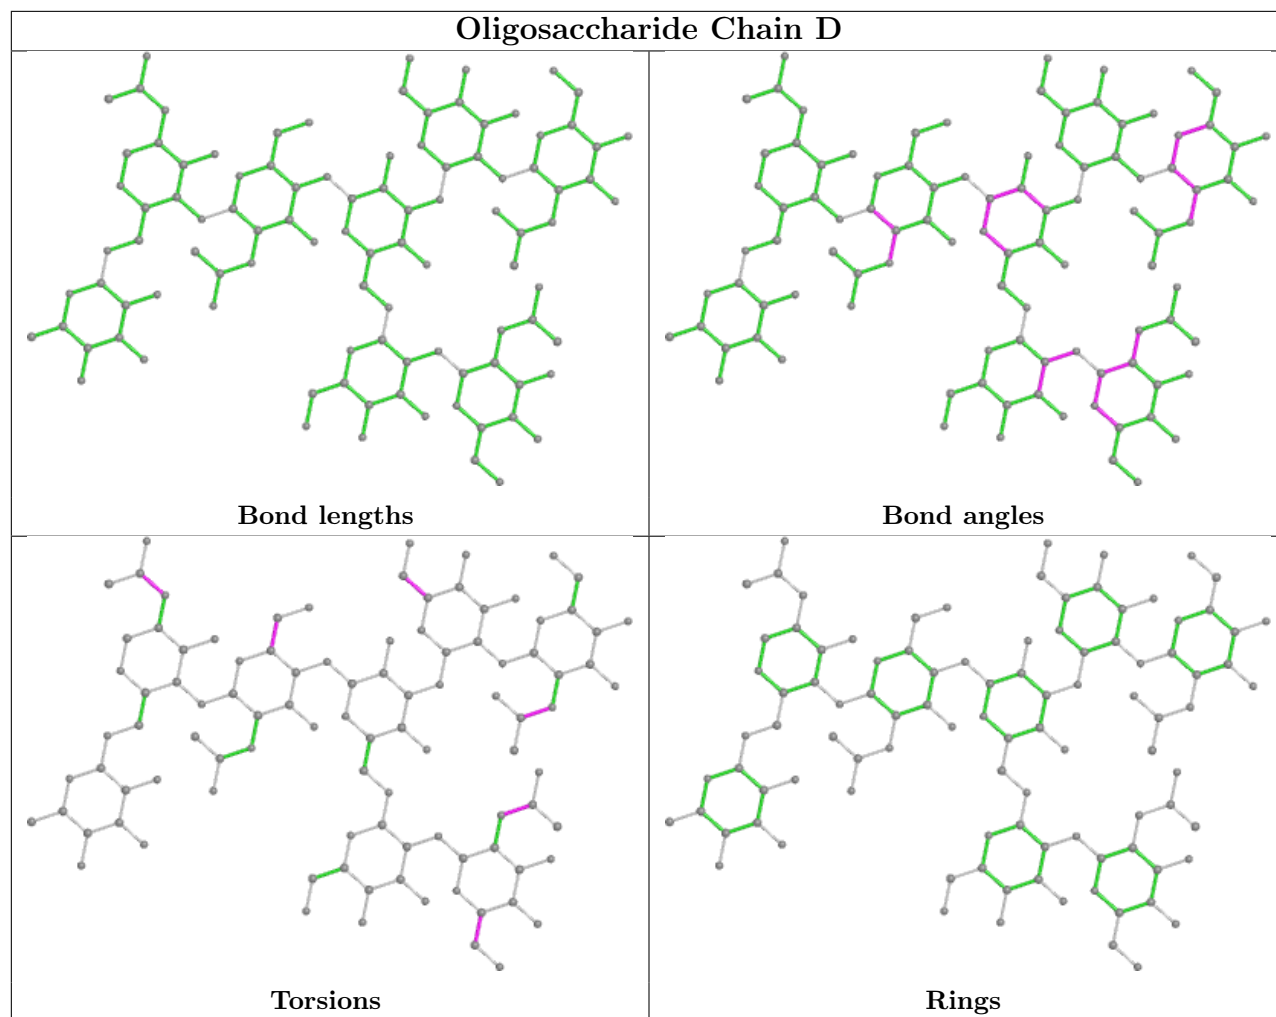 Oligosaccharide Chain D
Bond lengths
Bond angles
Torsions
Rings